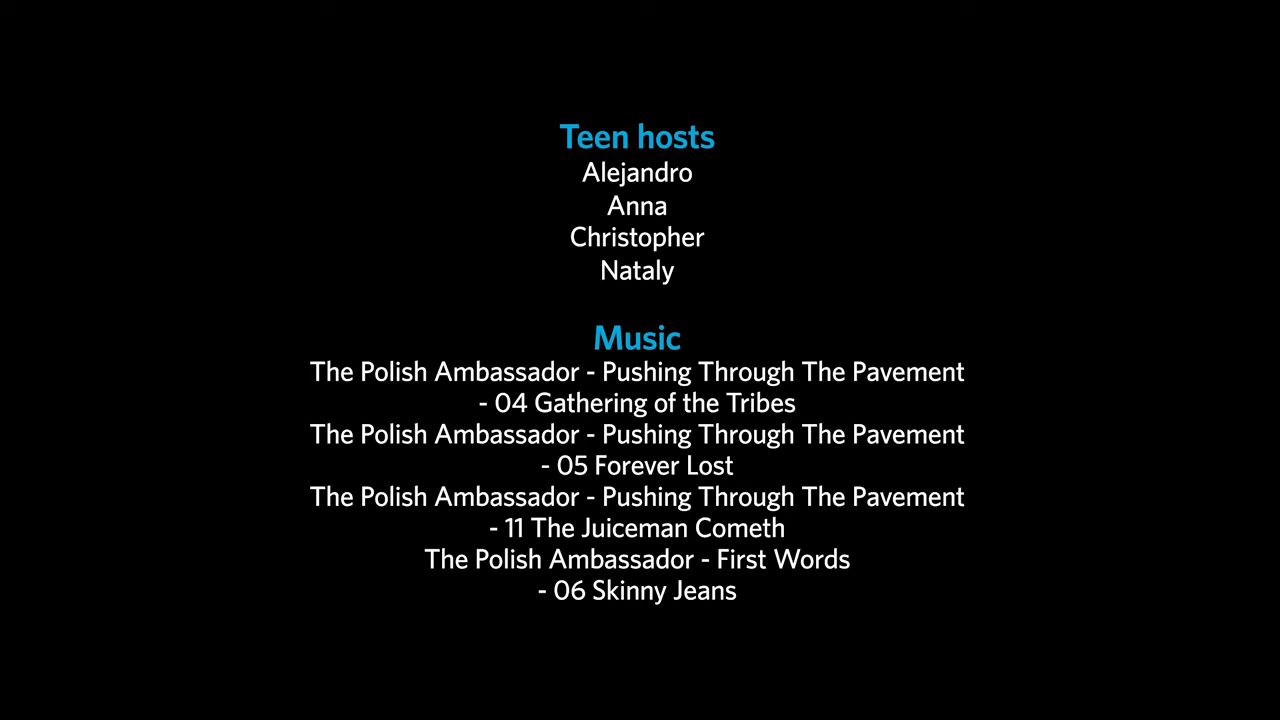 Teen hosts
Alejandro
Anna
Christopher
Nataly
Music
The Polish Ambassador - Pushing Through The Pavement
- 04 Gathering of the Tribes
The Polish Ambassador - Pushing Through The Pavement
- 05 Forever Lost
The Polish Ambassador - Pushing Through The Pavement
- 11 The Juiceman Cometh
The Polish Ambassador - First Words
- 06 Skinny Jeans